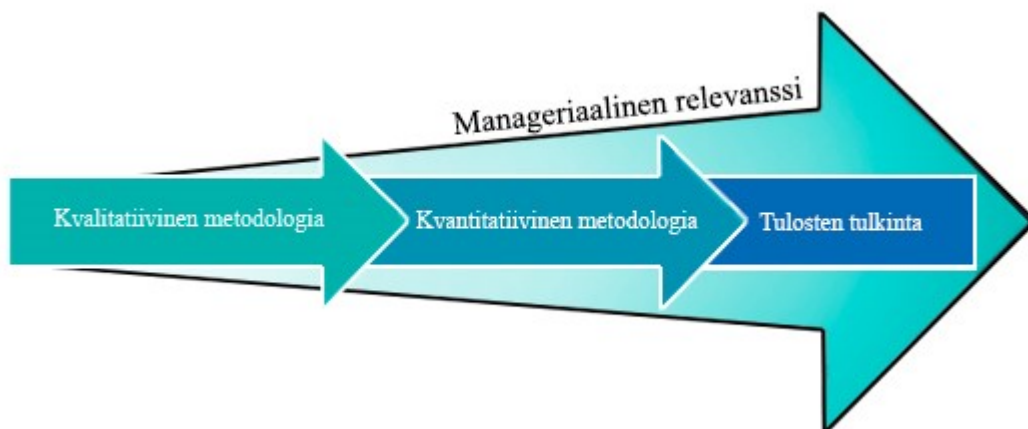 Manageriaalinen relevanssi
Kvalitatiivinen metodologia
Kvantitatiivinen metodologia
Tulosten tulkinta